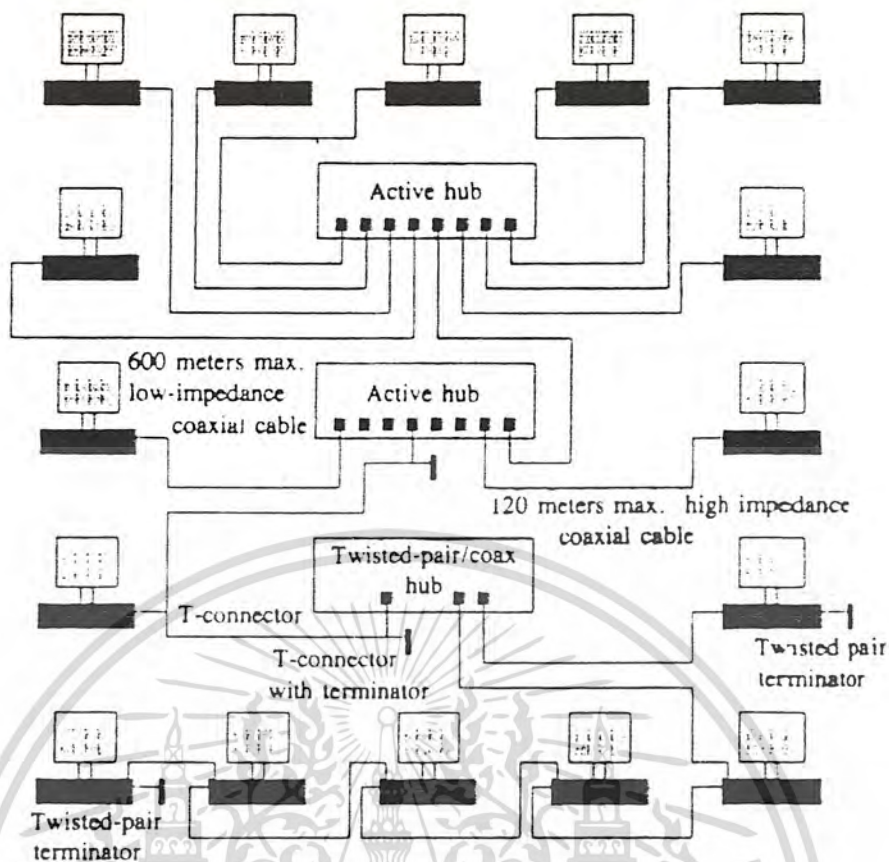 Active hub
600 meters max.
low-impedance
coaxial cable
Active hub
120 meters max. high impedance
coaxial cable
Twisted-pair/coax
hub
T-connector
T-connector
with terminator
Twisted pair
terminator
Twisted-pair
terminator